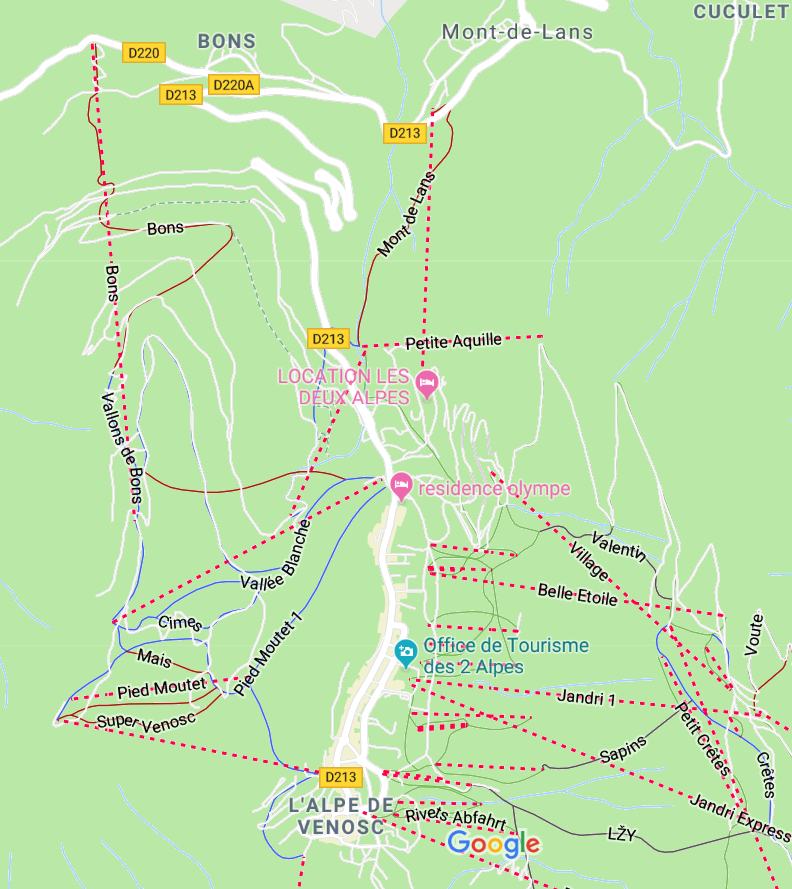 CUCULET
Mont-de-Lans
BONS
D220
D220A
D213
D213
Mont de Lans
Bons
Bons
D213
Petite Aquille
LOCATION LES
DEUX ALPES
Vallons de Bons
residence olympe
Valentin
Village
Vallée Blanche
Belle Etoile
Cimes
Pied Moutet 1
Voute
Office de Tourisme
des 2 Alpes
Mais
Pied Moutet
Jandri 1
Super Venosc
Petit Crêtes
Sapins
Crêtes
D213
L'ALPE DE
VENOSC
Rivets Abfahrt
Jandri Express
LŽY
Google